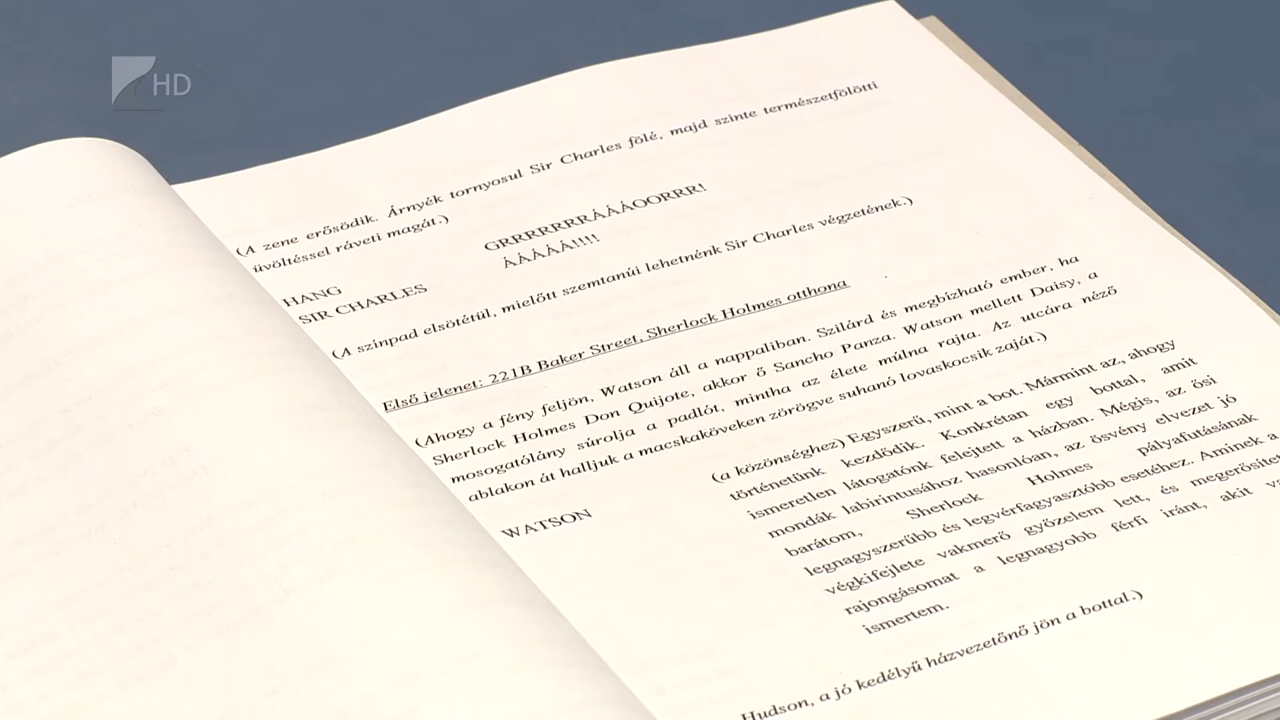 HD
(A zene erősödik. Árnyék tornyosul Sir Charles fölé, majd szinte természetfölötti
üvöltéssel ráveti magát.)
HANG GRRRRRRRÁÁÁOORRR!
SIR CHARLES ÁÁÁÁÁ!!!!
(A színpad elsötétül, mielőtt szemtanúi lehetnénk Sir Charles végzetének.)
Első jelenet: 221B Baker Street, Sherlock Holmes otthona
(Ahogy a fény feljön, Watson áll a nappaliban. Szilárd és megbízható ember, ha
Sherlock Holmes Don Quijote, akkor ő Sancho Panza. Watson mellett Daisy, a
mosogatólány súrolja a padlót, mintha az élete múlna rajta. Az utcára néző
ablakon át halljuk a macskaköveken zörögve suhanó lovaskocsik zaját.)
WATSON (a közönséghez) Egyszerű, mint a bot. Mármint az, ahogy
történetünk kezdődik. Konkrétan egy bottal, amit
ismeretlen látogatónk felejtett a házban. Mégis, az ősi
mondák labirintusához hasonlóan, az ösvény elvezet jó
barátom, Sherlock Holmes pályafutásának
legnagyszerűbb és legvérfagyasztóbb esetéhez. Aminek a
végkifejlete vakmerő győzelem lett, és
rajongásomat a legnagyobb férfi iránt, akit
ismertem.
Hudson, a jó kedélyű házvezetőnő jön a bottal.)